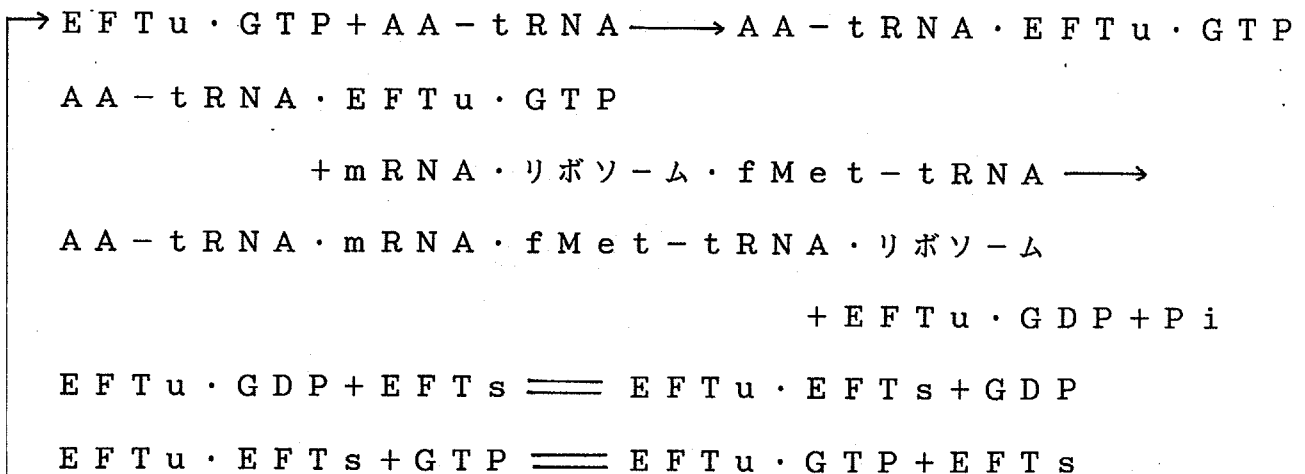 →EFTu·GTP+AA-tRNA⟶AA-tRNA·EFTu·GTP
AA-tRNA·EFTu·GTP
+mRNA·リボソーム·fMet-tRNA⟶
AA-tRNA·mRNA·fMet-tRNA·リボソーム
+EFTu·GDP+Pi
EFTu·GDP+EFTs ══ EFTu·EFTs+GDP
EFTu·EFTs+GTP ══ EFTu·GTP+EFTs